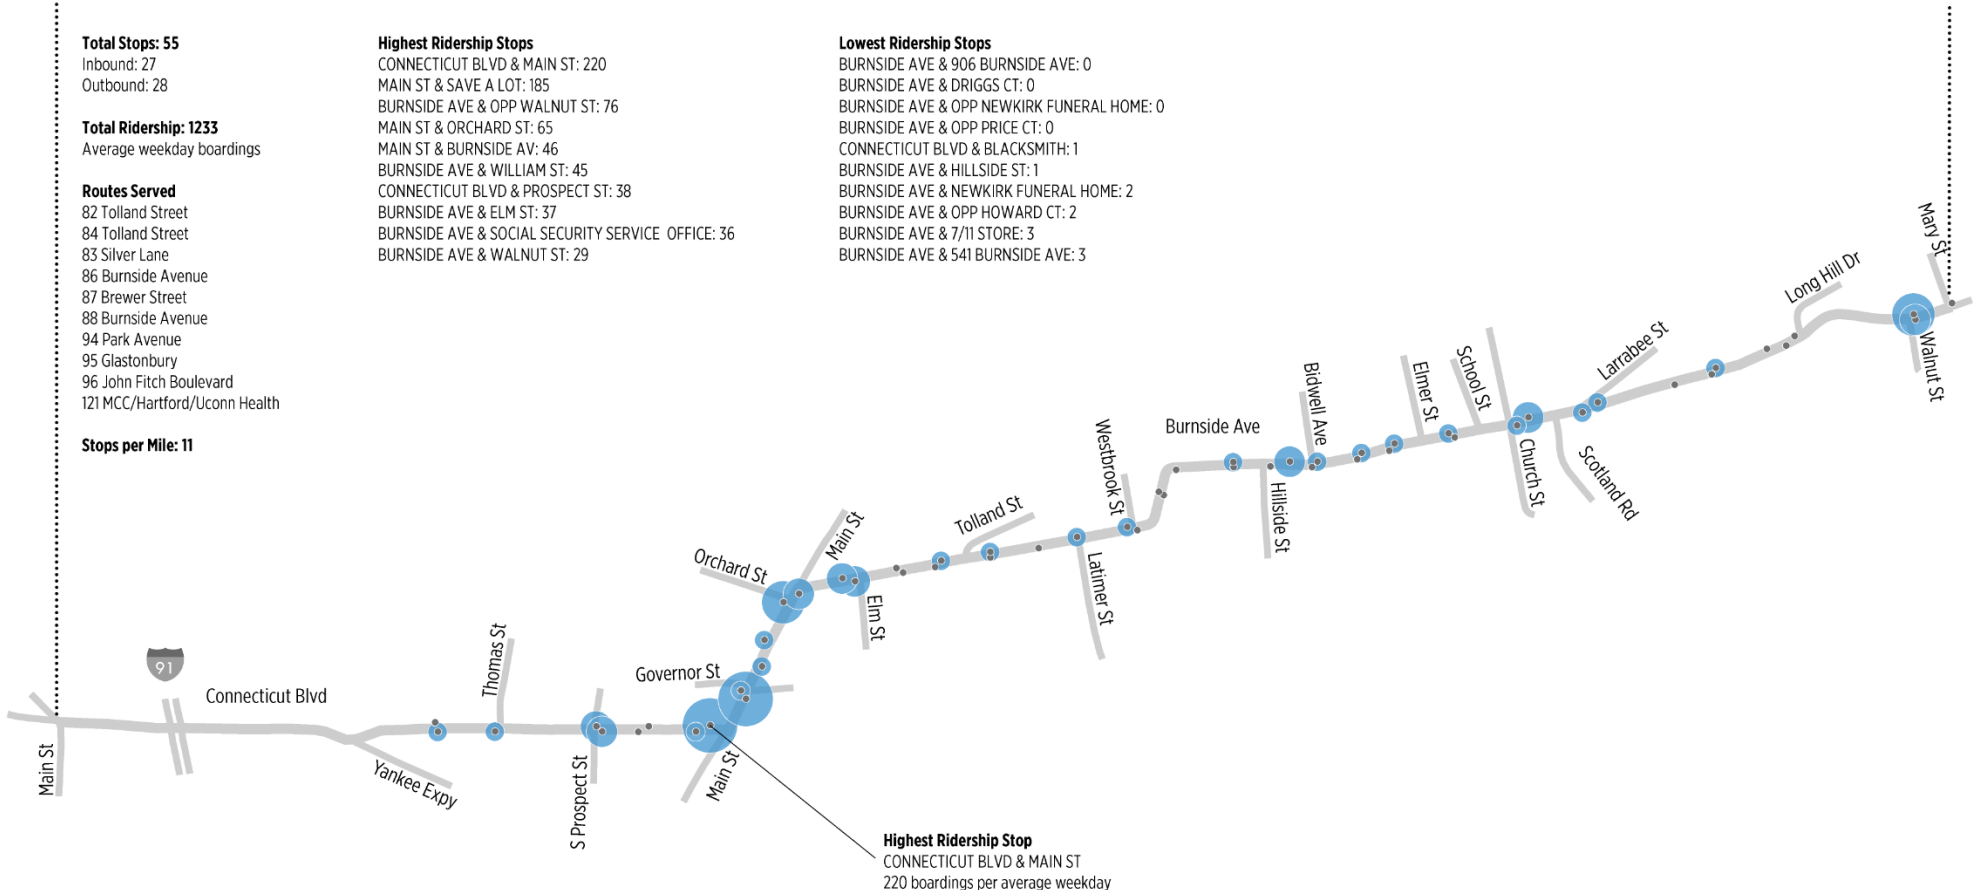 Total Stops: 55
Inbound: 27
Outbound: 28
Total Ridership: 1233
Average weekday boardings
Routes Served
82 Tolland Street
84 Tolland Street
83 Silver Lane
86 Burnside Avenue
87 Brewer Street
88 Burnside Avenue
94 Park Avenue
95 Glastonbury
96 John Fitch Boulevard
121 MCC/Hartford/Uconn Health
Stops per Mile: 11
Highest Ridership Stops
CONNECTICUT BLVD & MAIN ST: 220
MAIN ST & SAVE A LOT: 185
BURNSIDE AVE & OPP WALNUT ST: 76
MAIN ST & ORCHARD ST: 65
MAIN ST & BURNSIDE AV: 46
BURNSIDE AVE & WILLIAM ST: 45
CONNECTICUT BLVD & PROSPECT ST: 38
BURNSIDE AVE & ELM ST: 37
BURNSIDE AVE & SOCIAL SECURITY SERVICE OFFICE: 36
BURNSIDE AVE & WALNUT ST: 29
Lowest Ridership Stops
BURNSIDE AVE & 906 BURNSIDE AVE: 0
BURNSIDE AVE & DRIGGS CT: 0
BURNSIDE AVE & OPP NEWKIRK FUNERAL HOME: 0
BURNSIDE AVE & OPP PRICE CT: 0
CONNECTICUT BLVD & BLACKSMITH: 1
BURNSIDE AVE & HILLSIDE ST: 1
BURNSIDE AVE & NEWKIRK FUNERAL HOME: 2
BURNSIDE AVE & OPP HOWARD CT: 2
BURNSIDE AVE & 7/11 STORE: 3
BURNSIDE AVE & 541 BURNSIDE AVE: 3
Main St
91
Connecticut Blvd
Yankee Expy
Thomas St
S Prospect St
Governor St
Main St
Orchard St
Main St
Elm St
Tolland St
Latimer St
Westbrook St
Burnside Ave
Hillside St
Bidwell Ave
Elmer St
School St
Church St
Scotland Rd
Larrabee St
Long Hill Dr
Mary St
Walnut St
Highest Ridership Stop
CONNECTICUT BLVD & MAIN ST
220 boardings per average weekday